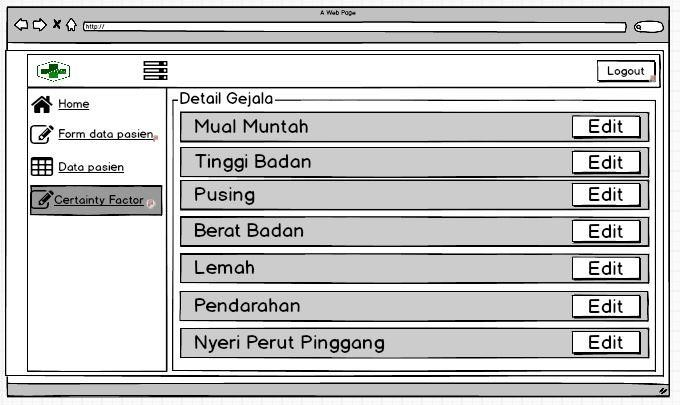 A Web Page
http://
Logout
Home
Form data pasien
Data pasien
Certainty Factor
Detail Gejala
Mual Muntah Edit
Tinggi Badan Edit
Pusing Edit
Berat Badan Edit
Lemah Edit
Pendarahan Edit
Nyeri Perut Pinggang Edit